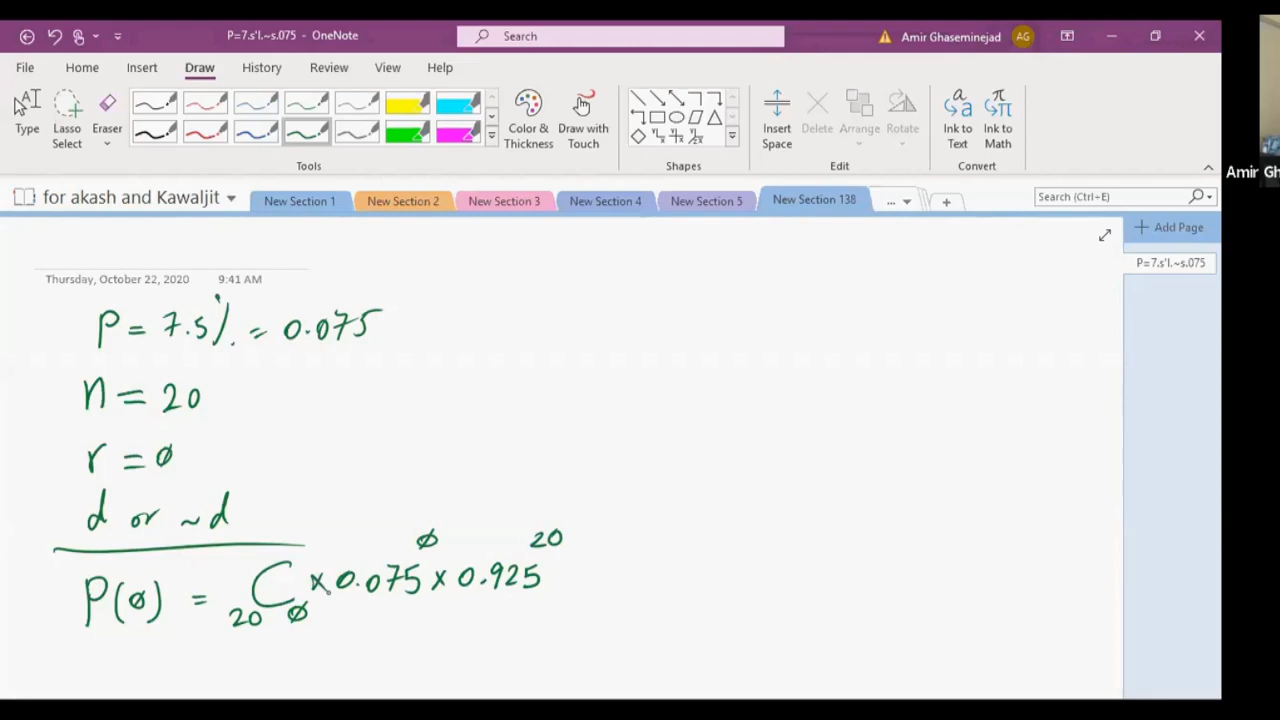 P=7.s'l.~s.075 - OneNote
Search
Amir Ghaseminejad
AG
File Home Insert Draw History Review View Help
Type
Lasso Select
Eraser
Color & Thickness
Draw with Touch
Insert Space
Delete
Arrange
Rotate
Ink to Text
Ink to Math
Tools
Shapes
Edit
Convert
Amir Gh
for akash and Kawaljit
New Section 1
New Section 2
New Section 3
New Section 4
New Section 5
New Section 138
...
Search (Ctrl+E)
Add Page
P=7.s'l.~s.075
Thursday, October 22, 2020 9:41 AM
P = 7.5% = 0.075
n = 20
r = ø
d or ~d
P(ø) = ₂₀Cø × 0.075^ø × 0.925^20